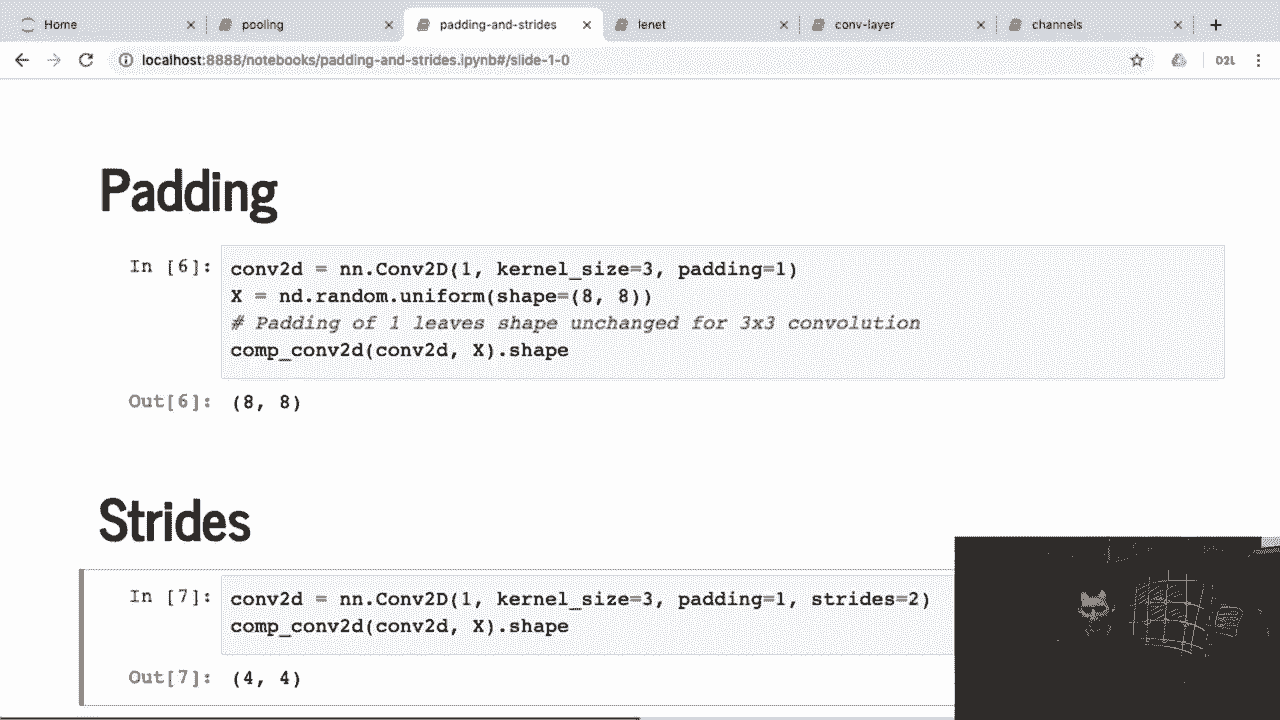 Home
pooling
padding-and-strides
lenet
conv-layer
channels
localhost:8888/notebooks/padding-and-strides.ipynb#/slide-1-0
D2L
Padding
In [6]:
conv2d = nn.Conv2D(1, kernel_size=3, padding=1)
X = nd.random.uniform(shape=(8, 8))
# Padding of 1 leaves shape unchanged for 3x3 convolution
comp_conv2d(conv2d, X).shape
Out[6]: (8, 8)
Strides
In [7]:
conv2d = nn.Conv2D(1, kernel_size=3, padding=1, strides=2)
comp_conv2d(conv2d, X).shape
Out[7]: (4, 4)